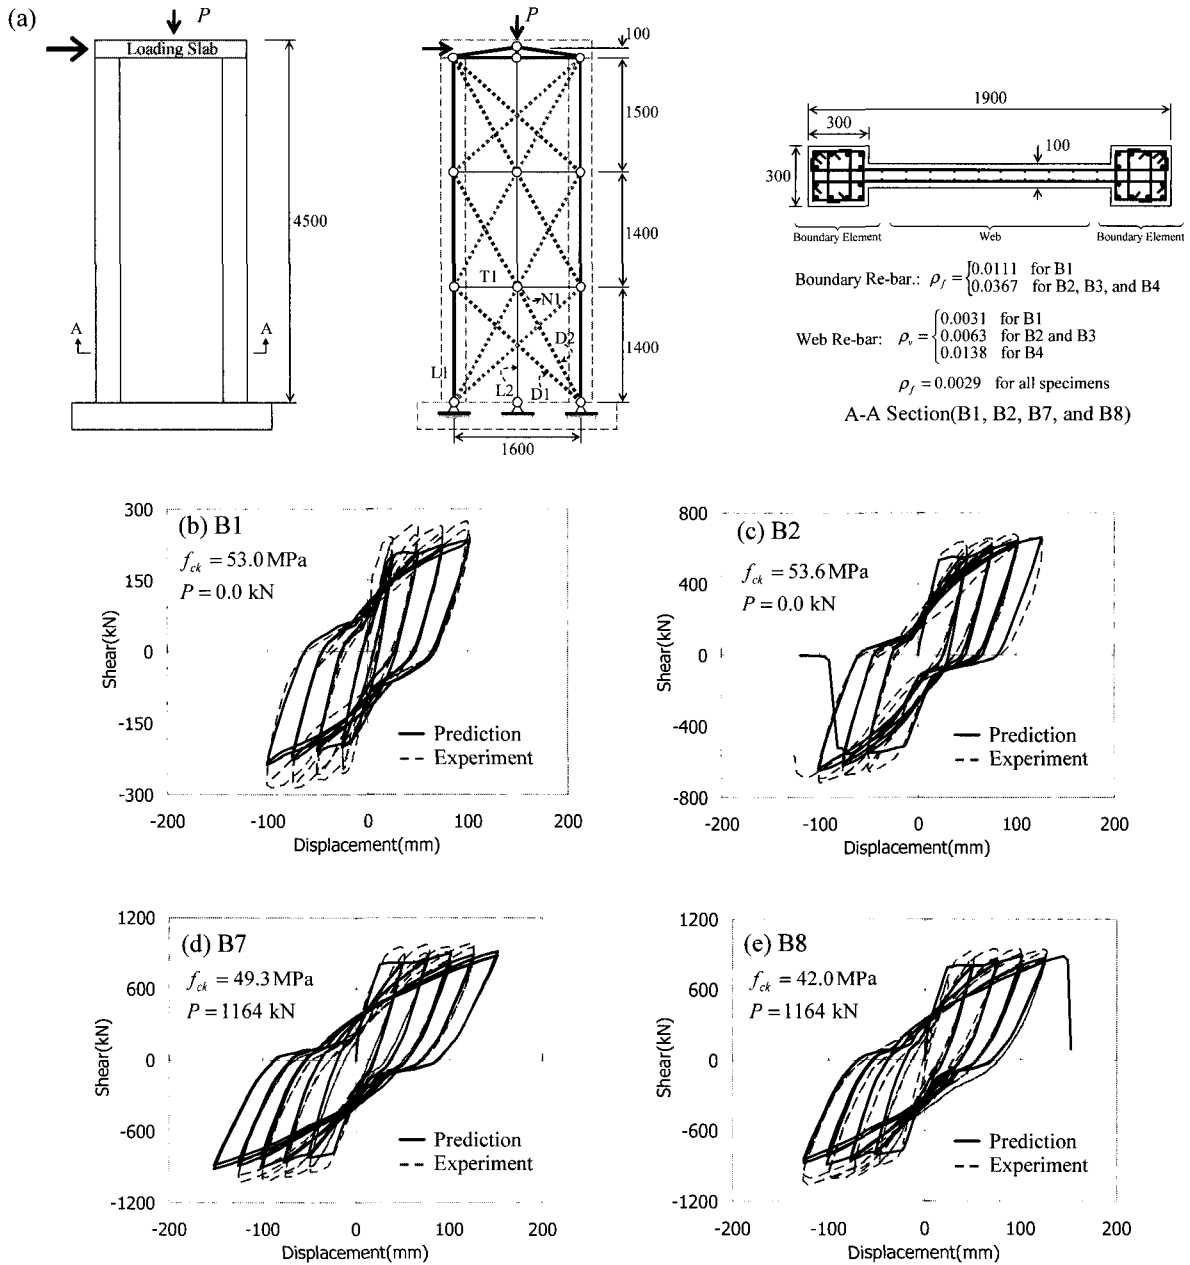 (a)
P
Loading Slab
4500
A
A
P
100
1500
1400
1400
T1
N1
D2
L1
L2
D1
1600
1900
300
100
300
Boundary Element
Web
Boundary Element
Boundary Re-bar.: ρf = { 0.0111 for B1
0.0367 for B2, B3, and B4
Web Re-bar: ρv = { 0.0031 for B1
0.0063 for B2 and B3
0.0138 for B4
ρf = 0.0029 for all specimens
A-A Section(B1, B2, B7, and B8)
(b) B1
fck = 53.0 MPa
P = 0.0 kN
300
150
0
-150
-300
Shear(kN)
Prediction
Experiment
-200 -100 0 100 200
Displacement(mm)
(c) B2
fck = 53.6 MPa
P = 0.0 kN
800
400
0
-400
-800
Shear(kN)
Prediction
Experiment
-200 -100 0 100 200
Displacement(mm)
(d) B7
fck = 49.3 MPa
P = 1164 kN
1200
600
0
-600
-1200
Shear(kN)
Prediction
Experiment
-200 -100 0 100 200
Displacement(mm)
(e) B8
fck = 42.0 MPa
P = 1164 kN
1200
600
0
-600
-1200
Shear(kN)
Prediction
Experiment
-200 -100 0 100 200
Displacement(mm)